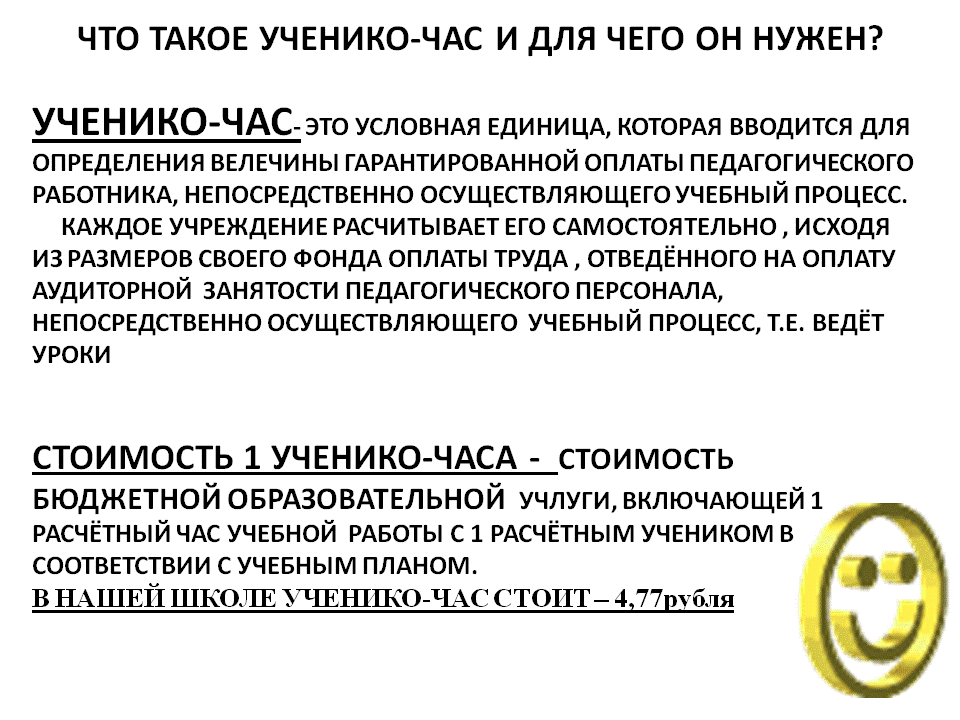 ЧТО ТАКОЕ УЧЕНИКО-ЧАС И ДЛЯ ЧЕГО ОН НУЖЕН?
УЧЕНИКО-ЧАС- ЭТО УСЛОВНАЯ ЕДИНИЦА, КОТОРАЯ ВВОДИТСЯ ДЛЯ
ОПРЕДЕЛЕНИЯ ВЕЛЕЧИНЫ ГАРАНТИРОВАННОЙ ОПЛАТЫ ПЕДАГОГИЧЕСКОГО
РАБОТНИКА, НЕПОСРЕДСТВЕННО ОСУЩЕСТВЛЯЮЩЕГО УЧЕБНЫЙ ПРОЦЕСС.
КАЖДОЕ УЧРЕЖДЕНИЕ РАСЧИТЫВАЕТ ЕГО САМОСТОЯТЕЛЬНО , ИСХОДЯ
ИЗ РАЗМЕРОВ СВОЕГО ФОНДА ОПЛАТЫ ТРУДА , ОТВЕДЁННОГО НА ОПЛАТУ
АУДИТОРНОЙ ЗАНЯТОСТИ ПЕДАГОГИЧЕСКОГО ПЕРСОНАЛА,
НЕПОСРЕДСТВЕННО ОСУЩЕСТВЛЯЮЩЕГО УЧЕБНЫЙ ПРОЦЕСС, Т.Е. ВЕДЁТ
УРОКИ
СТОИМОСТЬ 1 УЧЕНИКО-ЧАСА - СТОИМОСТЬ
БЮДЖЕТНОЙ ОБРАЗОВАТЕЛЬНОЙ УЧЛУГИ, ВКЛЮЧАЮЩЕЙ 1
РАСЧЁТНЫЙ ЧАС УЧЕБНОЙ РАБОТЫ С 1 РАСЧЁТНЫМ УЧЕНИКОМ В
СООТВЕТСТВИИ С УЧЕБНЫМ ПЛАНОМ.
В НАШЕЙ ШКОЛЕ УЧЕНИКО-ЧАС СТОИТ – 4,77рубля